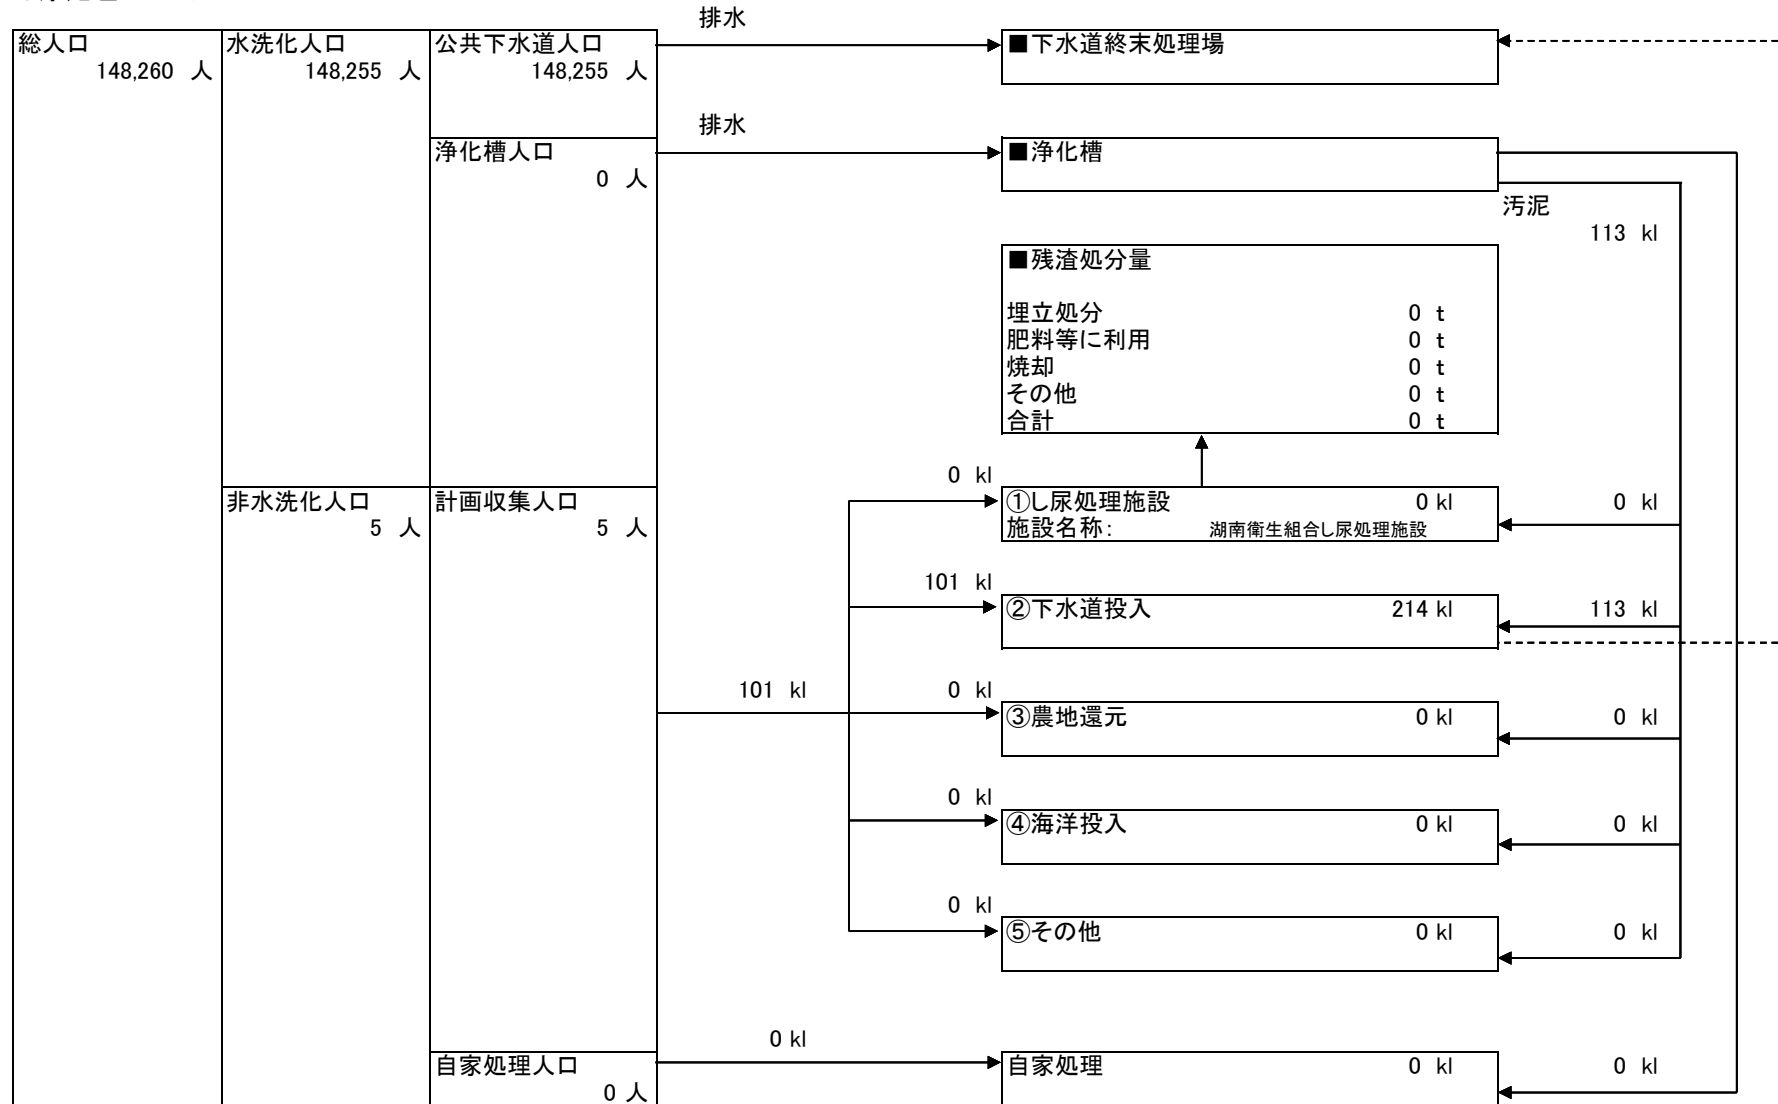 総人口
148,260 人
水洗化人口
148,255 人
公共下水道人口
148,255 人
排水
■下水道終末処理場
浄化槽人口
0 人
排水
■浄化槽
汚泥
113 kl
■残渣処分量
埋立処分 0 t
肥料等に利用 0 t
焼却 0 t
その他 0 t
合計 0 t
非水洗化人口
5 人
計画収集人口
5 人
101 kl
0 kl
①し尿処理施設 0 kl
施設名称: 湖南衛生組合し尿処理施設
0 kl
101 kl
②下水道投入 214 kl
113 kl
0 kl
③農地還元 0 kl
0 kl
0 kl
④海洋投入 0 kl
0 kl
0 kl
⑤その他 0 kl
0 kl
自家処理人口
0 人
0 kl
自家処理 0 kl
0 kl